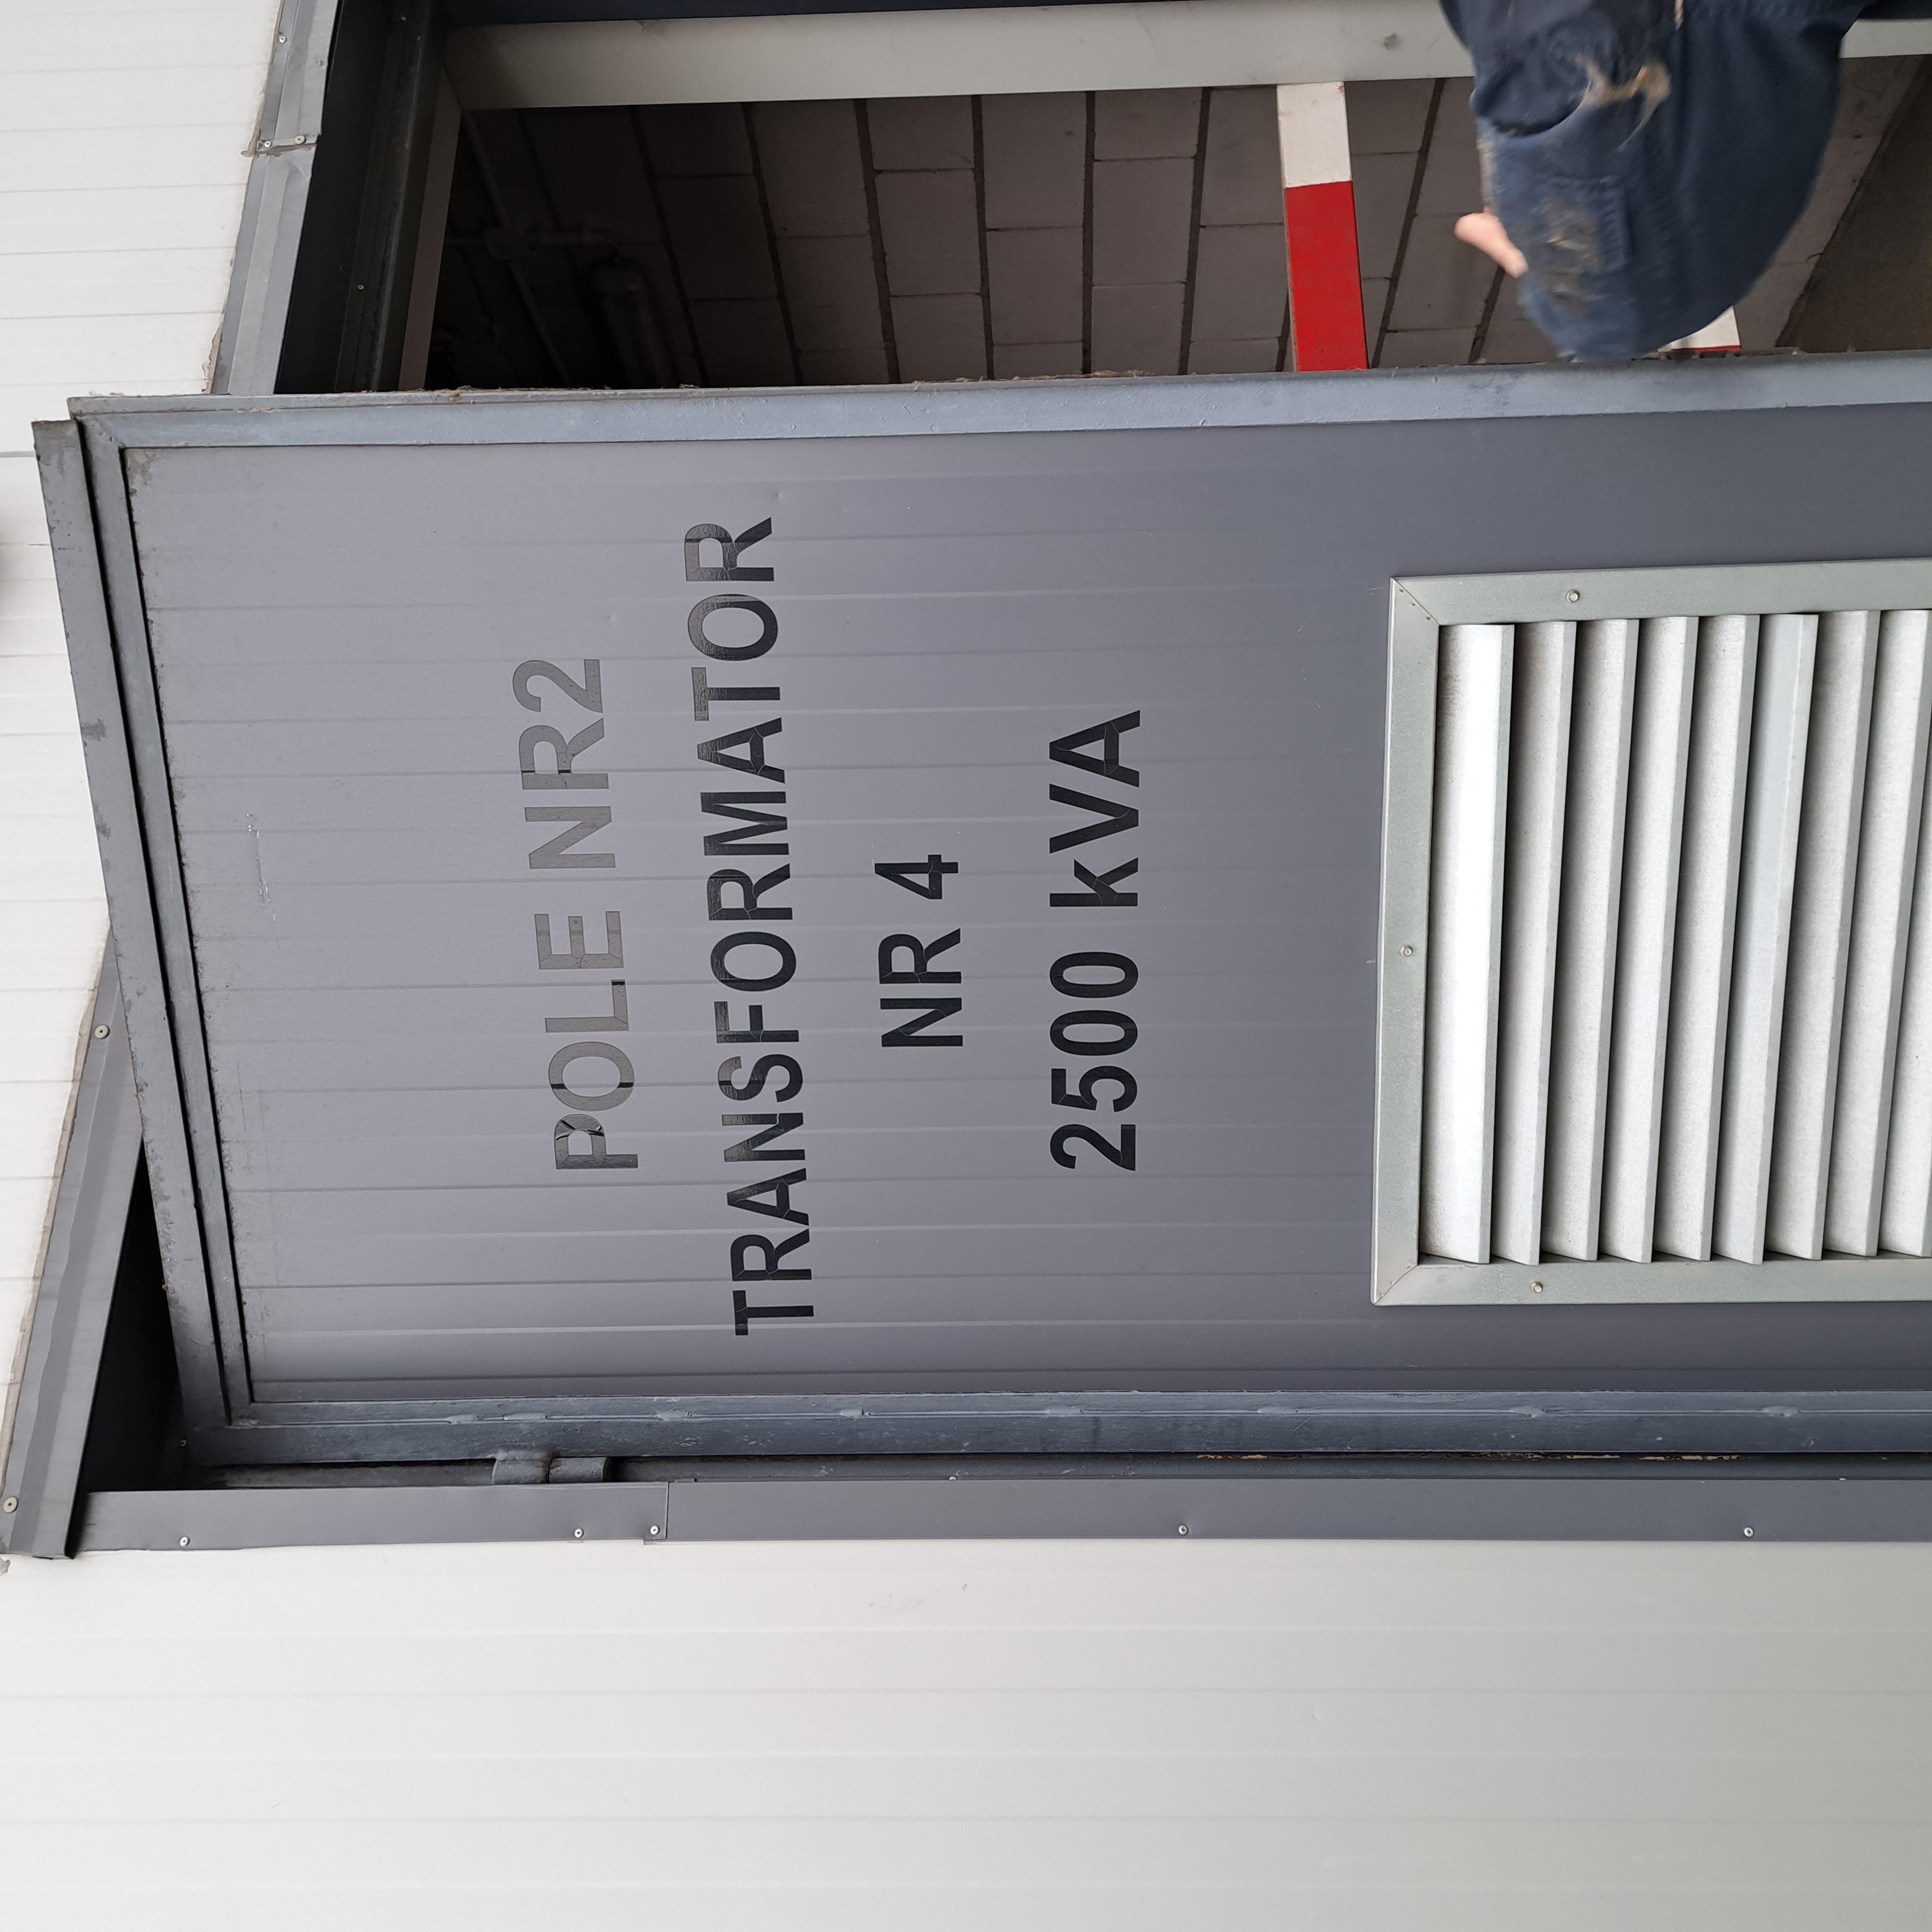 POLE NR2
TRANSFORMATOR
NR 4
2500 kVA